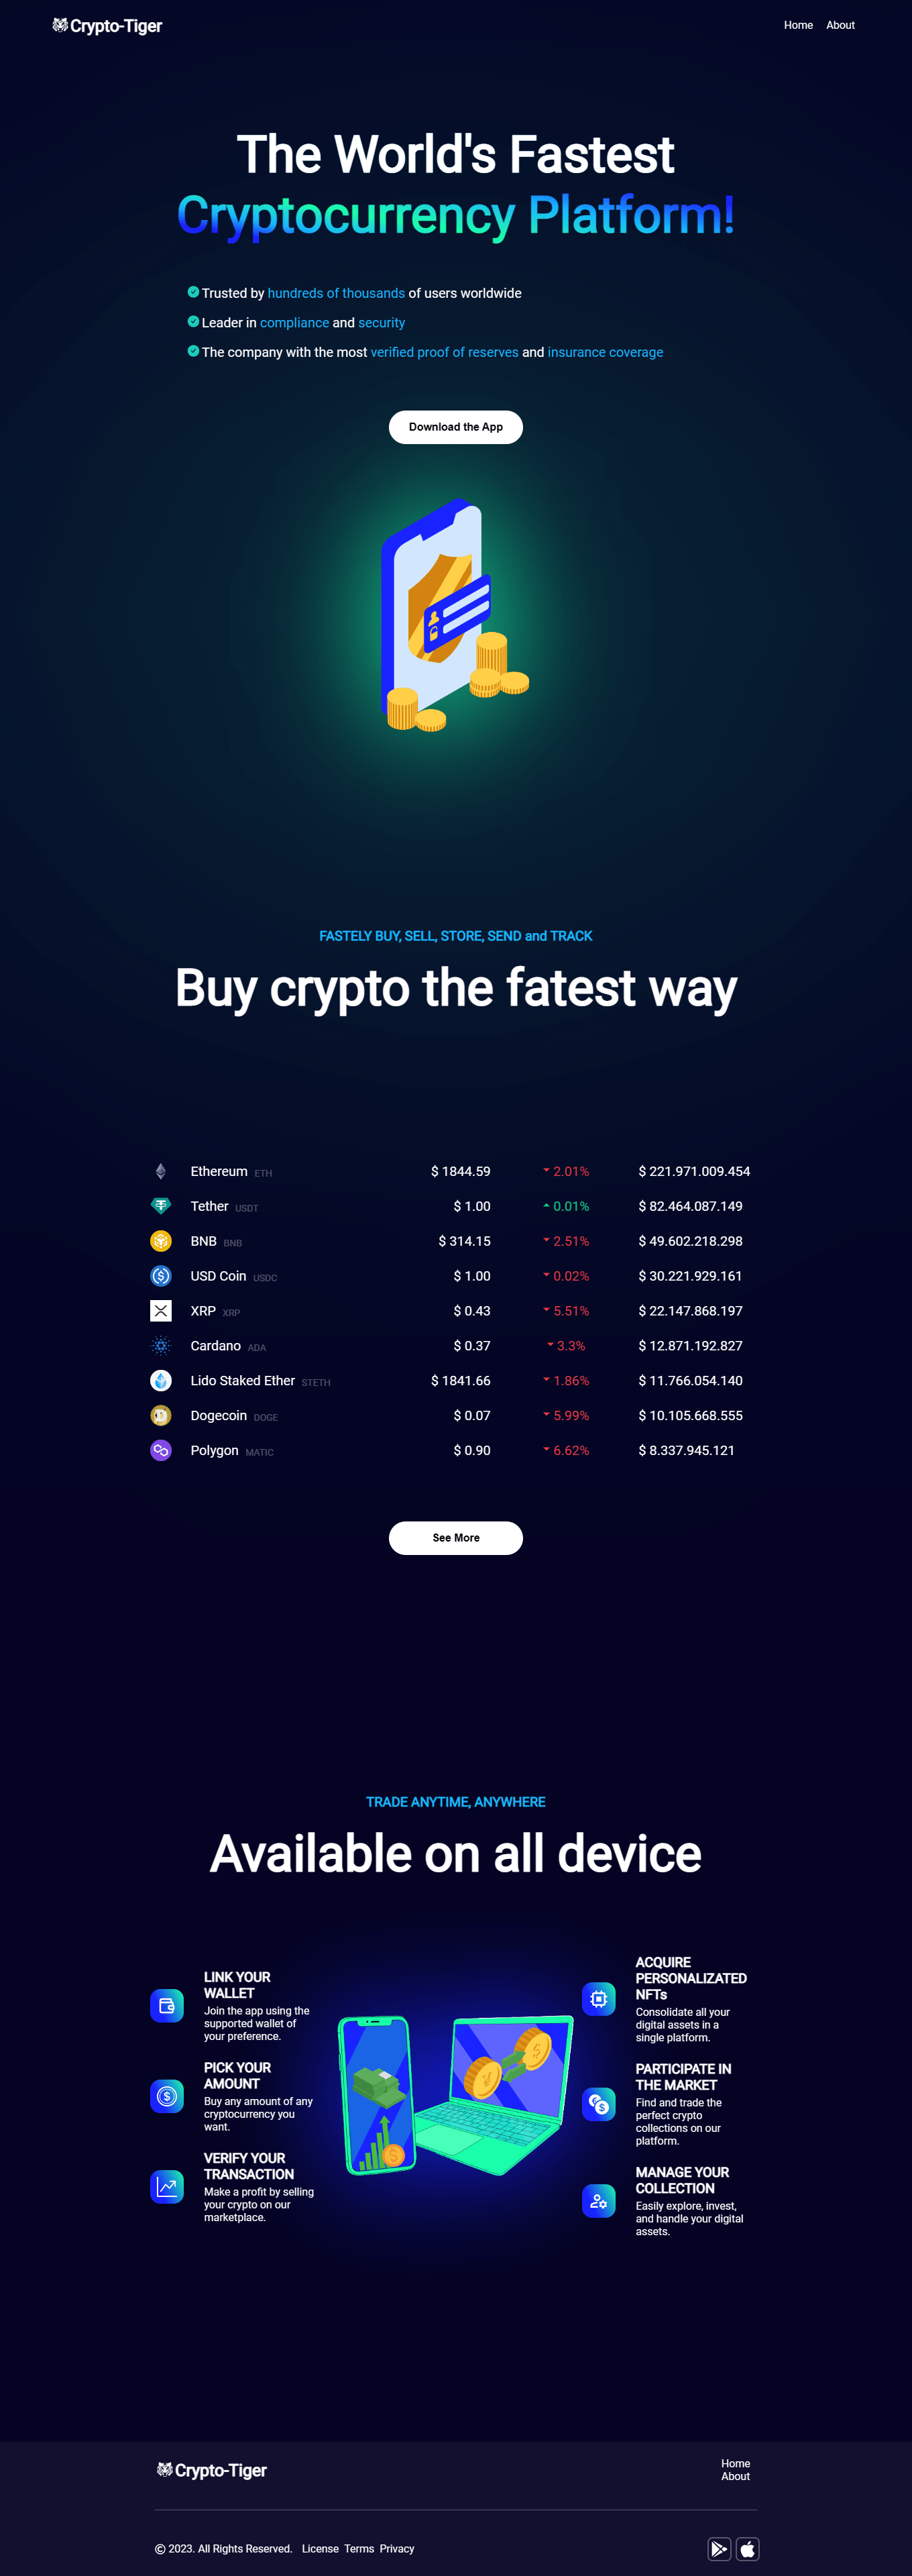 Crypto-Tiger
Home About
The World's Fastest
Cryptocurrency Platform!
Trusted by hundreds of thousands of users worldwide
Leader in compliance and security
The company with the most verified proof of reserves and insurance coverage
Download the App
FASTELY BUY, SELL, STORE, SEND and TRACK
Buy crypto the fatest way
Ethereum ETH $ 1844.59 2.01% $ 221.971.009.454
Tether USDT $ 1.00 0.01% $ 82.464.087.149
BNB BNB $ 314.15 2.51% $ 49.602.218.298
USD Coin USDC $ 1.00 0.02% $ 30.221.929.161
XRP XRP $ 0.43 5.51% $ 22.147.868.197
Cardano ADA $ 0.37 3.3% $ 12.871.192.827
Lido Staked Ether STETH $ 1841.66 1.86% $ 11.766.054.140
Dogecoin DOGE $ 0.07 5.99% $ 10.105.668.555
Polygon MATIC $ 0.90 6.62% $ 8.337.945.121
See More
TRADE ANYTIME, ANYWHERE
Available on all device
LINK YOUR
WALLET
Join the app using the
supported wallet of
your preference.
PICK YOUR
AMOUNT
Buy any amount of any
cryptocurrency you
want.
VERIFY YOUR
TRANSACTION
Make a profit by selling
your crypto on our
marketplace.
ACQUIRE
PERSONALIZATED
NFTs
Consolidate all your
digital assets in a
single platform.
PARTICIPATE IN
THE MARKET
Find and trade the
perfect crypto
collections on our
platform.
MANAGE YOUR
COLLECTION
Easily explore, invest,
and handle your digital
assets.
Crypto-Tiger
Home
About
© 2023. All Rights Reserved. License Terms Privacy